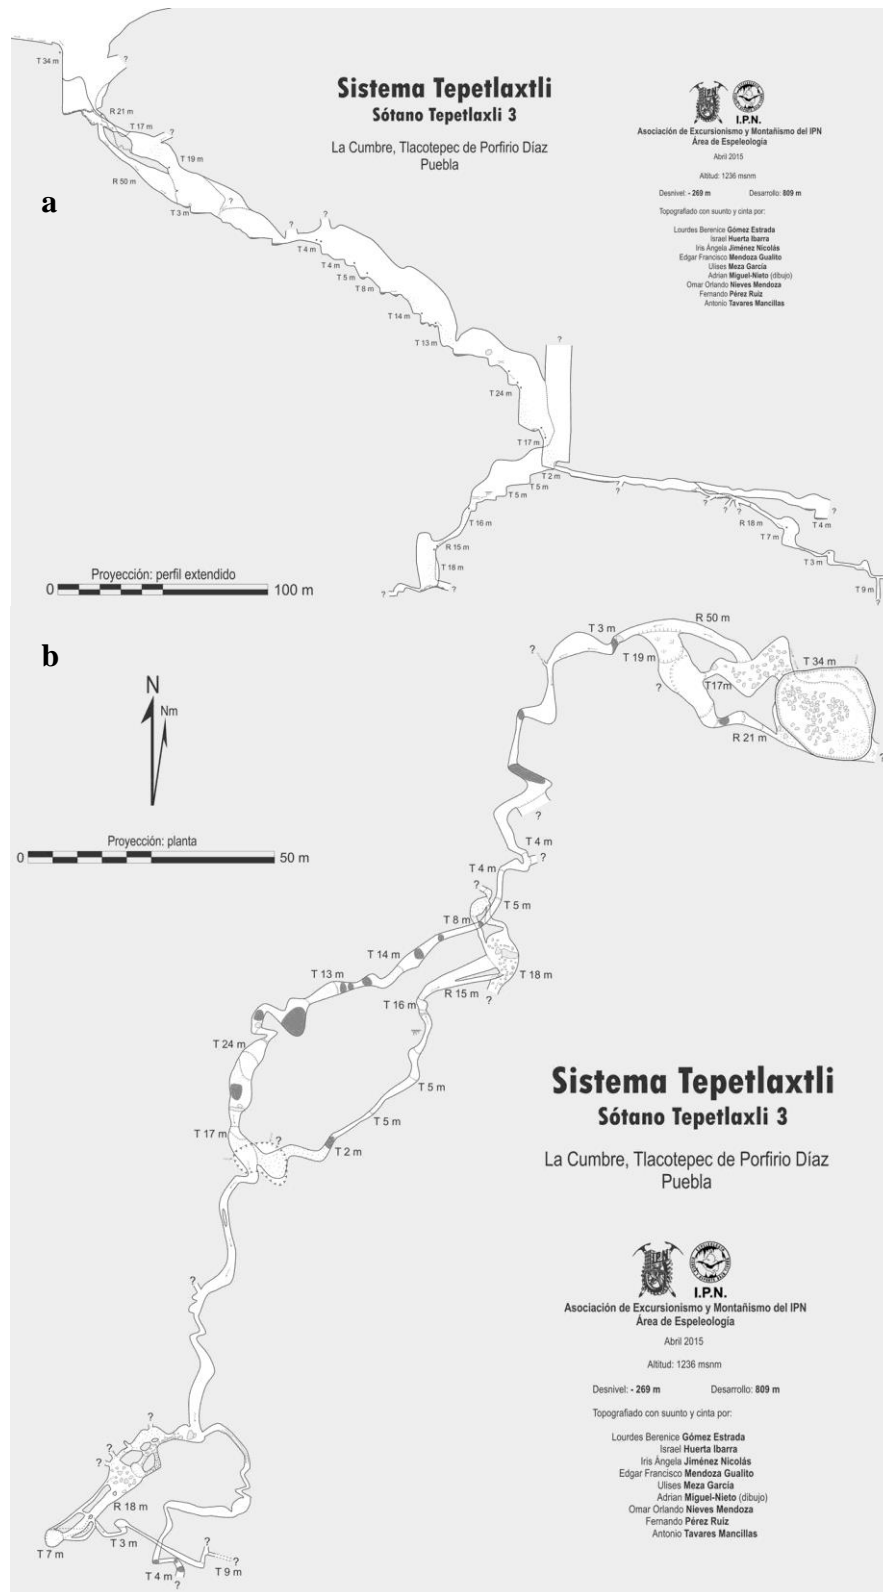 T 34 m
?
Sistema Tepetlaxtli
Sótano Tepetlaxli 3
La Cumbre, Tlacotepec de Porfirio Díaz
Puebla
I.P.N.
Asociación de Excursionismo y Montañismo del IPN
Área de Espeleología
Abril 2015
Altitud: 1236 msnm
Desnivel: - 269 m Desarrollo: 809 m
Topografiado con suunto y cinta por:
Lourdes Berenice Gómez Estrada
Israel Huerta Ibarra
Iris Ángela Jiménez Nicolás
Edgar Francisco Mendoza Gualito
Ulises Meza García
Adrian Miguel-Nieto (dibujo)
Omar Orlando Nieves Mendoza
Fernando Pérez Ruiz
Antonio Tavares Mancillas
R 21 m
T 17 m
?
T 19 m
R 50 m
a
?
T 3 m
?
?
T 4 m
T 4 m
T 5 m
T 8 m
T 14 m
T 13 m
?
T 24 m
T 17 m
T 2 m
T 5 m
T 5 m
?
T 16 m
? ? ?
?
T 4 m
R 18 m
T 7 m
R 15 m
T 18 m
T 3 m
T 9 m
?
?
?
Proyección: perfil extendido
0 100 m
b
N
Nm
Proyección: planta
0 50 m
R 50 m
T 3 m
T 19 m
T 34 m
?
?
T17m
R 21 m
?
?
T 4 m
?
T 4 m
?
T 5 m
T 8 m
T 14 m
T 18 m
T 13 m
R 15 m
?
T 16 m
T 24 m
T 5 m
T 5 m
T 17 m
?
T 2 m
?
?
?
?
R 18 m
T 7 m
T 3 m
T 4 m
?
T 9 m
?
?
Sistema Tepetlaxtli
Sótano Tepetlaxli 3
La Cumbre, Tlacotepec de Porfirio Díaz
Puebla
IPN
I.P.N.
Asociación de Excursionismo y Montañismo del IPN
Área de Espeleología
Abril 2015
Altitud: 1236 msnm
Desnivel: - 269 m Desarrollo: 809 m
Topografiado con suunto y cinta por:
Lourdes Berenice Gómez Estrada
Israel Huerta Ibarra
Iris Ángela Jiménez Nicolás
Edgar Francisco Mendoza Gualito
Ulises Meza García
Adrian Miguel-Nieto (dibujo)
Omar Orlando Nieves Mendoza
Fernando Pérez Ruiz
Antonio Tavares Mancillas